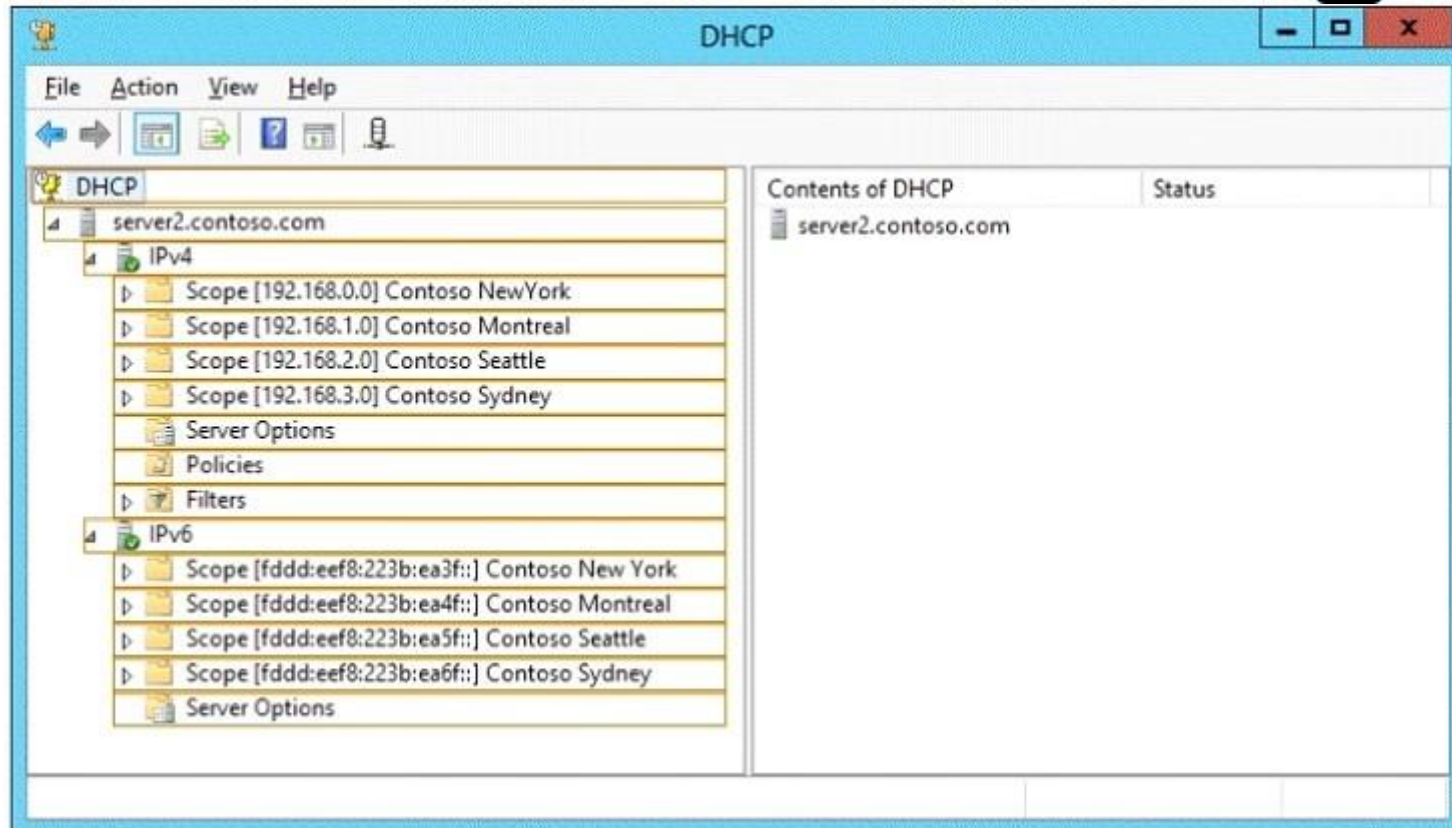 DHCP
File Action View Help
DHCP
server2.contoso.com
IPv4
Scope [192.168.0.0] Contoso NewYork
Scope [192.168.1.0] Contoso Montreal
Scope [192.168.2.0] Contoso Seattle
Scope [192.168.3.0] Contoso Sydney
Server Options
Policies
Filters
IPv6
Scope [fddd:eef8:223b:ea3f::] Contoso New York
Scope [fddd:eef8:223b:ea4f::] Contoso Montreal
Scope [fddd:eef8:223b:ea5f::] Contoso Seattle
Scope [fddd:eef8:223b:ea6f::] Contoso Sydney
Server Options
Contents of DHCP Status
server2.contoso.com